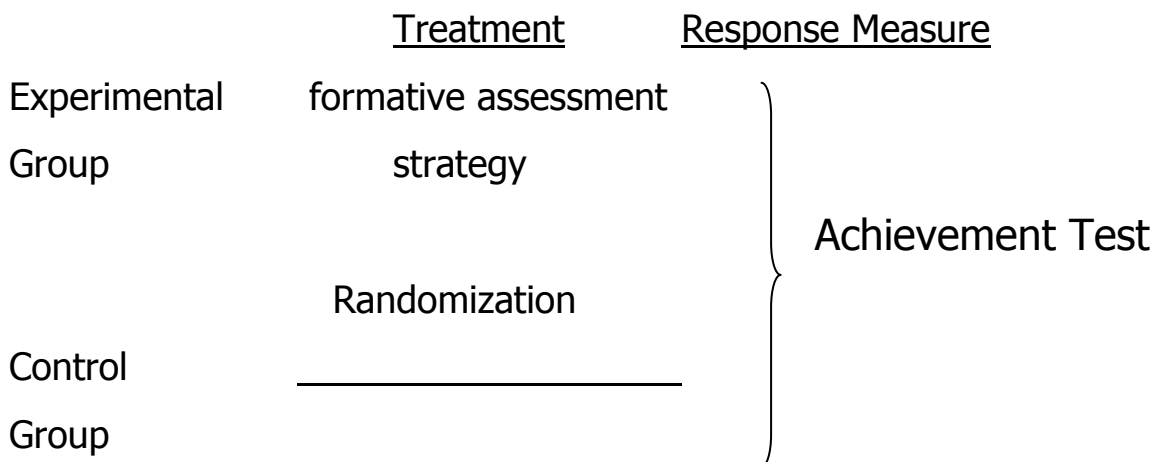 Treatment Response Measure
Experimental formative assessment
Group strategy
Achievement Test
Randomization
Control
Group